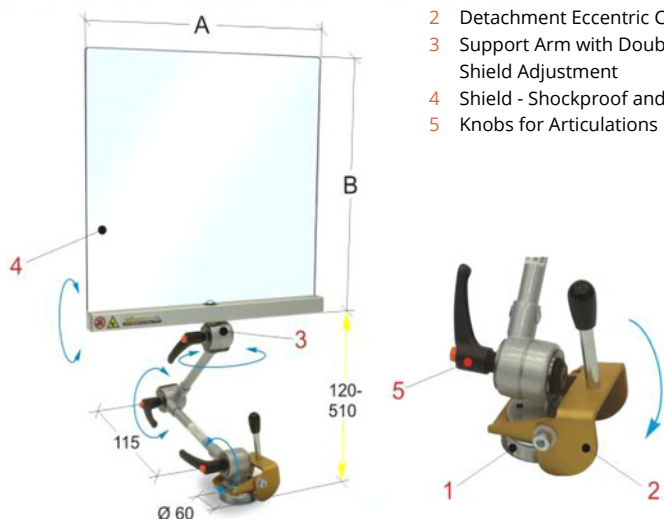 A
2 Detachment Eccentric
3 Support Arm with
Shield Adjustment
4 Shield - Shockproof and
5 Knobs for Articulations
B
4
3
120-
510
115
Ø 60
5
1
2